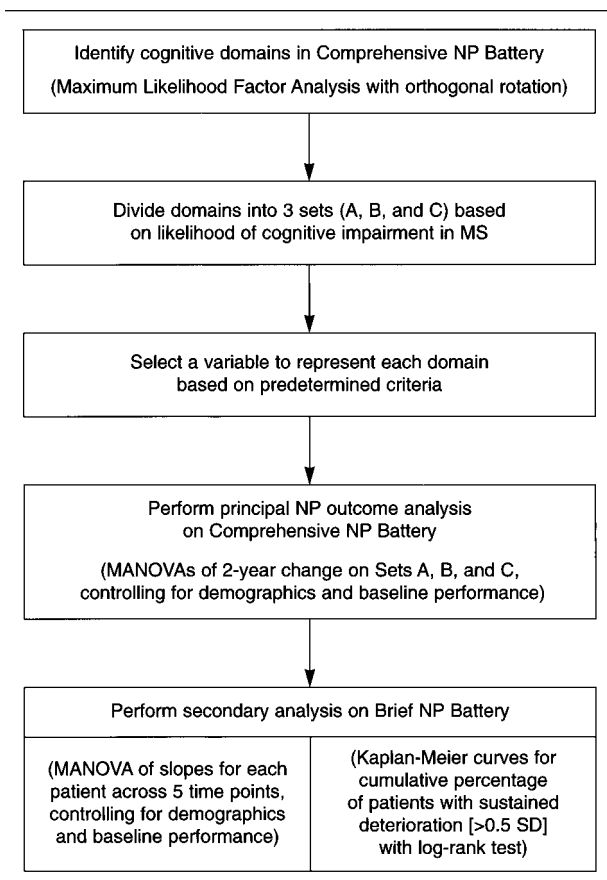 Identify cognitive domains in Comprehensive NP Battery
(Maximum Likelihood Factor Analysis with orthogonal rotation)
Divide domains into 3 sets (A, B, and C) based
on likelihood of cognitive impairment in MS
Select a variable to represent each domain
based on predetermined criteria
Perform principal NP outcome analysis
on Comprehensive NP Battery
(MANOVAs of 2-year change on Sets A, B, and C,
controlling for demographics and baseline performance)
Perform secondary analysis on Brief NP Battery
(MANOVA of slopes for each
patient across 5 time points,
controlling for demographics
and baseline performance)
(Kaplan-Meier curves for
cumulative percentage
of patients with sustained
deterioration [>0.5 SD]
with log-rank test)